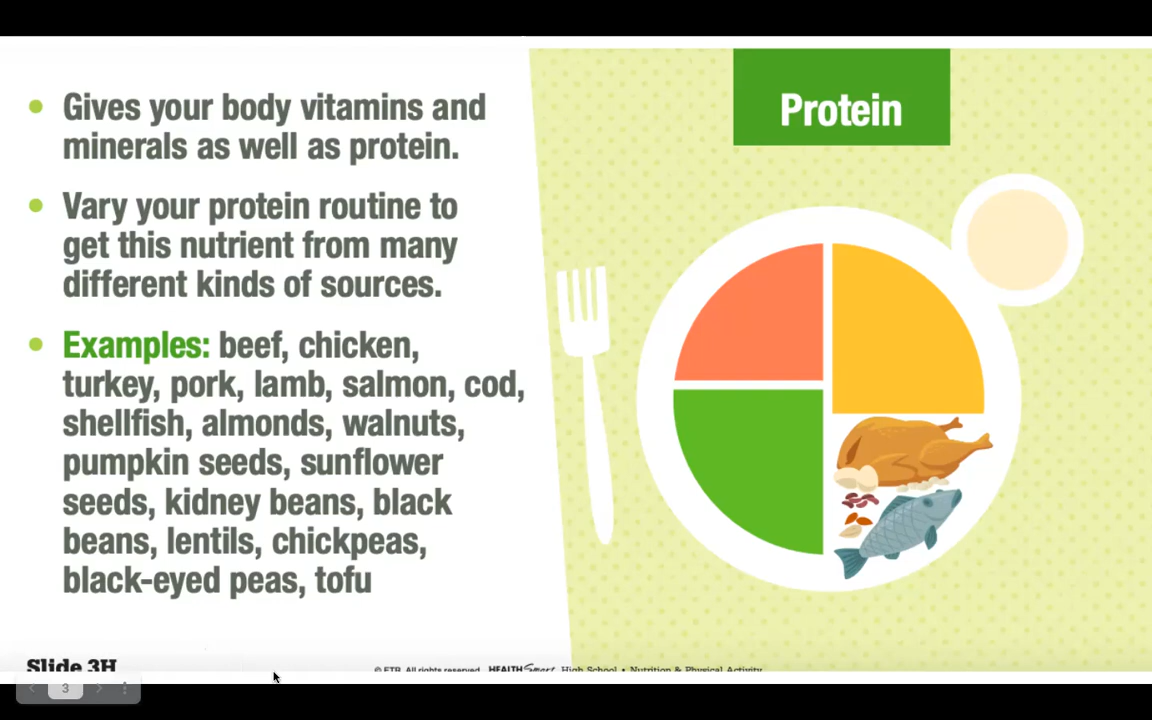 Gives your body vitamins and
minerals as well as protein.
Vary your protein routine to
get this nutrient from many
different kinds of sources.
Examples: beef, chicken,
turkey, pork, lamb, salmon, cod,
shellfish, almonds, walnuts,
pumpkin seeds, sunflower
seeds, kidney beans, black
beans, lentils, chickpeas,
black-eyed peas, tofu
Protein
Slide 3H
© ETR. All rights reserved. HEALTHSmart High School • Nutrition & Physical Activity
3